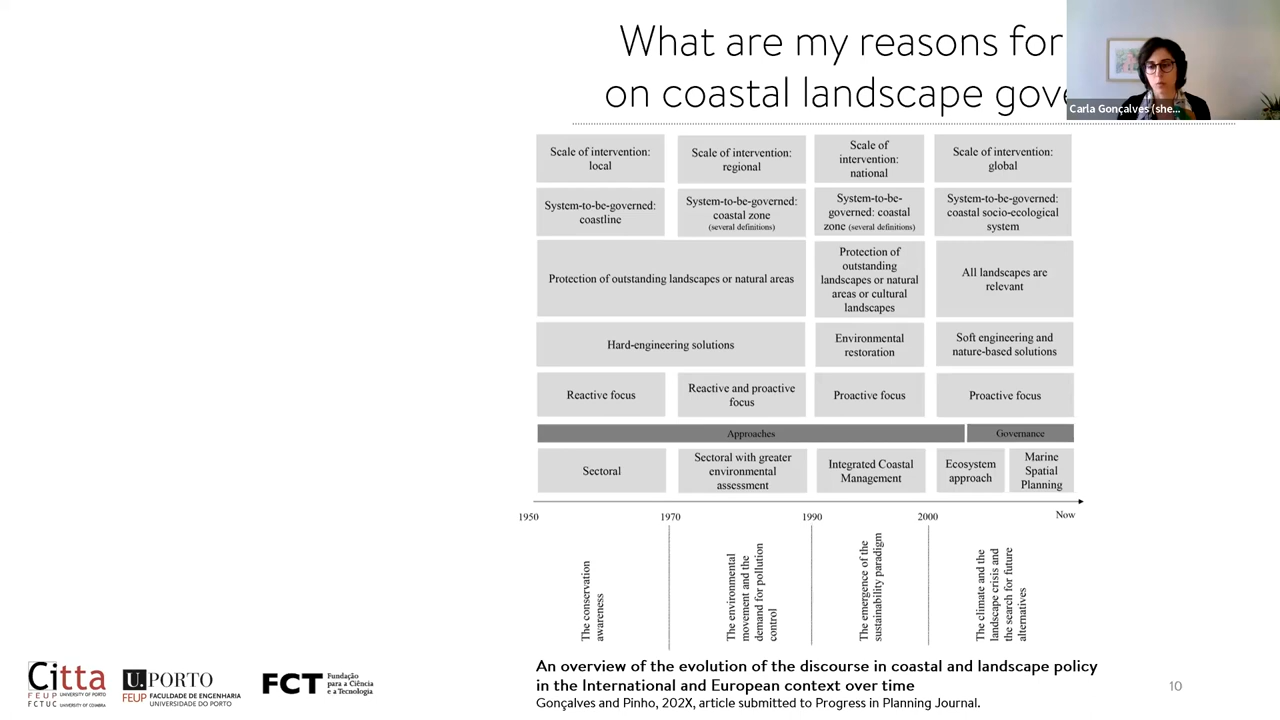 What are my reasons for
on coastal landscape gove
Carla Gonçalves (she...
Scale of intervention:
local
Scale of intervention:
regional
Scale of
intervention:
national
Scale of intervention:
global
System-to-be-governed:
coastline
System-to-be-governed:
coastal zone
(several definitions)
System-to-be-
governed: coastal
zone (several definitions)
System-to-be-governed:
coastal socio-ecological
system
Protection of outstanding landscapes or natural areas
Protection of
outstanding
landscapes or natural
areas or cultural
landscapes
All landscapes are
relevant
Hard-engineering solutions
Environmental
restoration
Soft engineering and
nature-based solutions
Reactive focus
Reactive and proactive
focus
Proactive focus
Proactive focus
Approaches
Governance
Sectoral
Sectoral with greater
environmental
assessment
Integrated Coastal
Management
Ecosystem
approach
Marine
Spatial
Planning
1950
1970
1990
2000
Now
The conservation
awareness
The environmental
movement and the
demand for pollution
control
The emergence of the
sustainability paradigm
The climate and the
landscape crisis and
the search for future
alternatives
An overview of the evolution of the discourse in coastal and landscape policy
in the International and European context over time
Gonçalves and Pinho, 202X, article submitted to Progress in Planning Journal.
10
Citta
FEUP UNIVERSITY OF PORTO
FCTUC UNIVERSITY OF COIMBRA
U.PORTO
FEUP FACULDADE DE ENGENHARIA
UNIVERSIDADE DO PORTO
FCT
Fundação
para a Ciência
e a Tecnologia